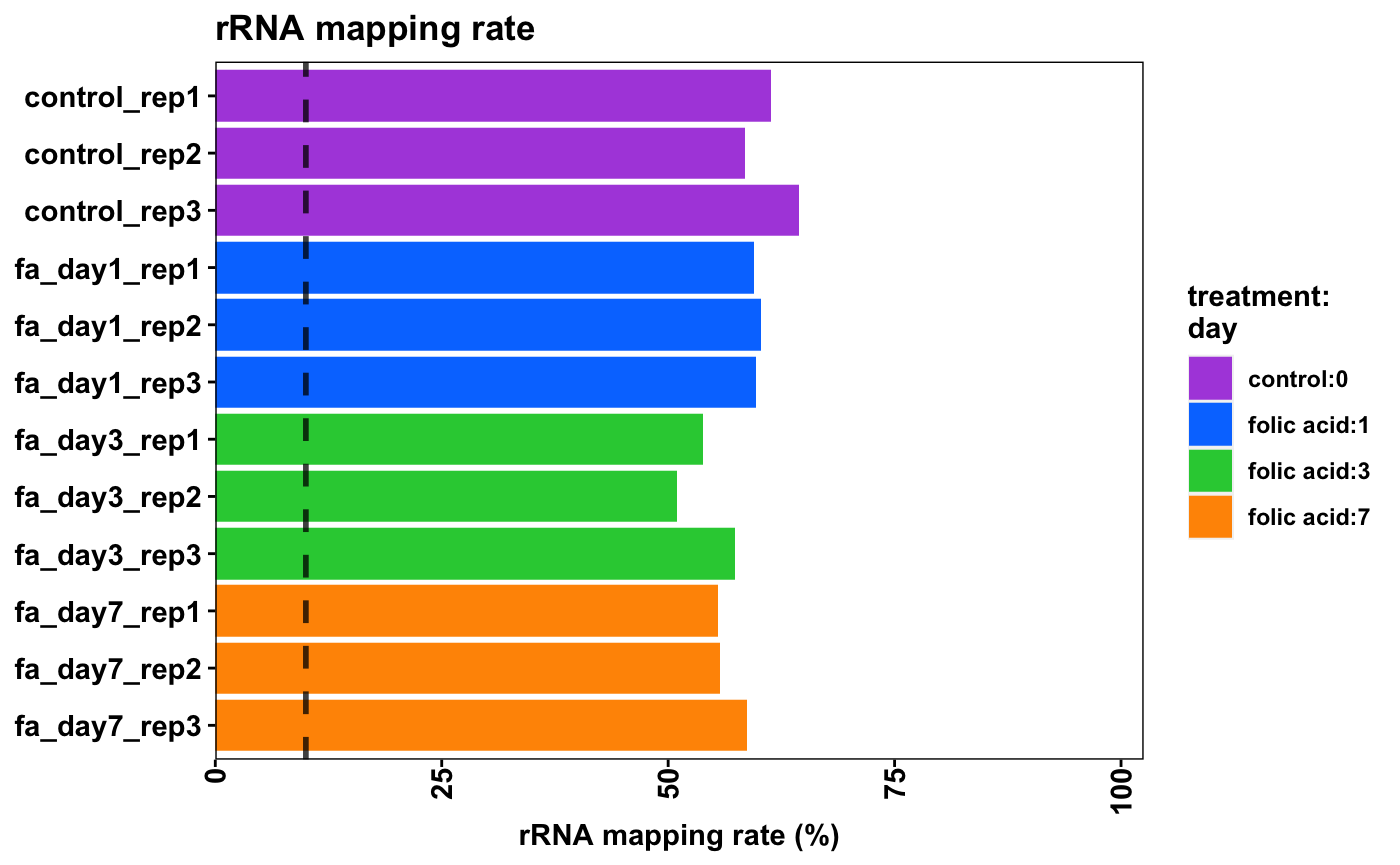 rRNA mapping rate
control_rep1
control_rep2
control_rep3
fa_day1_rep1
fa_day1_rep2
fa_day1_rep3
fa_day3_rep1
fa_day3_rep2
fa_day3_rep3
fa_day7_rep1
fa_day7_rep2
fa_day7_rep3
0
25
50
75
100
rRNA mapping rate (%)
treatment:
day
control:0
folic acid:1
folic acid:3
folic acid:7